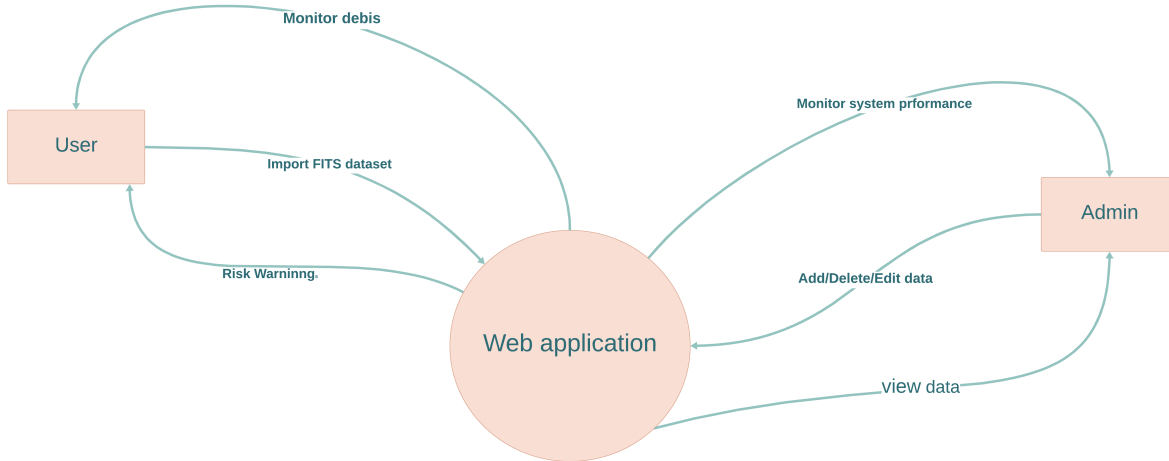 Monitor debis
Monitor system prformance
User
Import FITS dataset
Admin
Risk Warninng.
Add/Delete/Edit data
Web application
view data